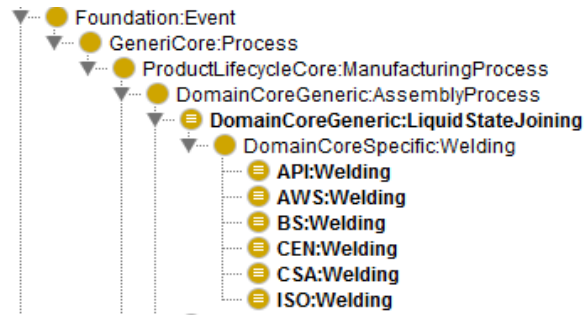 Foundation:Event
GeneriCore:Process
ProductLifecycleCore:ManufacturingProcess
DomainCoreGeneric:AssemblyProcess
DomainCoreGeneric:LiquidStateJoining
DomainCoreSpecific:Welding
API:Welding
AWS:Welding
BS:Welding
CEN:Welding
CSA:Welding
ISO:Welding